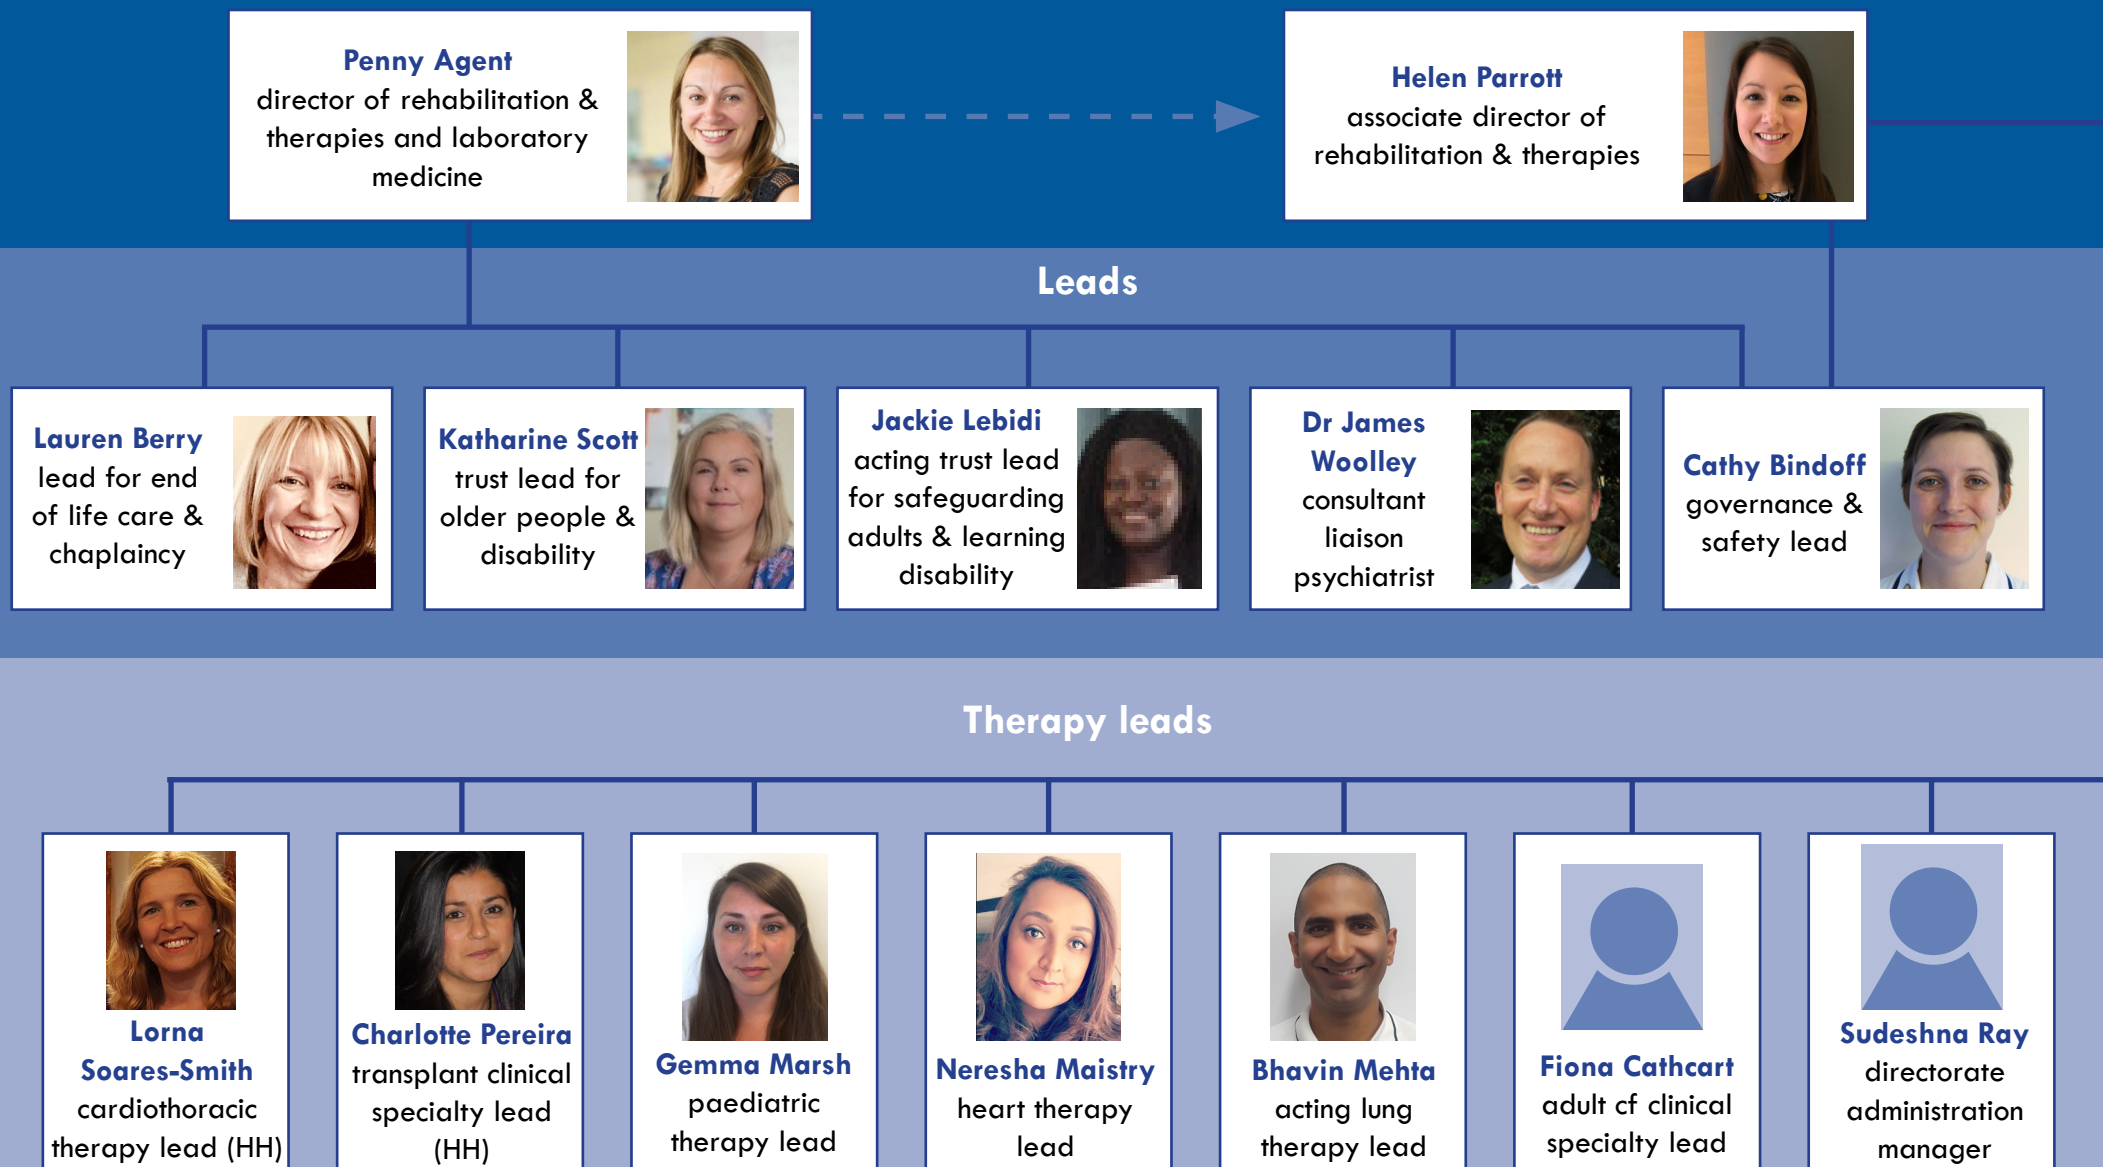 Penny Agent
director of rehabilitation &
therapies and laboratory
medicine
Helen Parrott
associate director of
rehabilitation & therapies
Leads
Lauren Berry
lead for end
of life care &
chaplaincy
Katharine Scott
trust lead for
older people &
disability
Jackie Lebidi
acting trust lead
for safeguarding
adults & learning
disability
Dr James
Woolley
consultant
liaison
psychiatrist
Cathy Bindoff
governance &
safety lead
Therapy leads
Lorna
Soares-Smith
cardiothoracic
therapy lead (HH)
Charlotte Pereira
transplant clinical
specialty lead
(HH)
Gemma Marsh
paediatric
therapy lead
Neresha Maistry
heart therapy
lead
Bhavin Mehta
acting lung
therapy lead
Fiona Cathcart
adult cf clinical
specialty lead
Sudeshna Ray
directorate
administration
manager